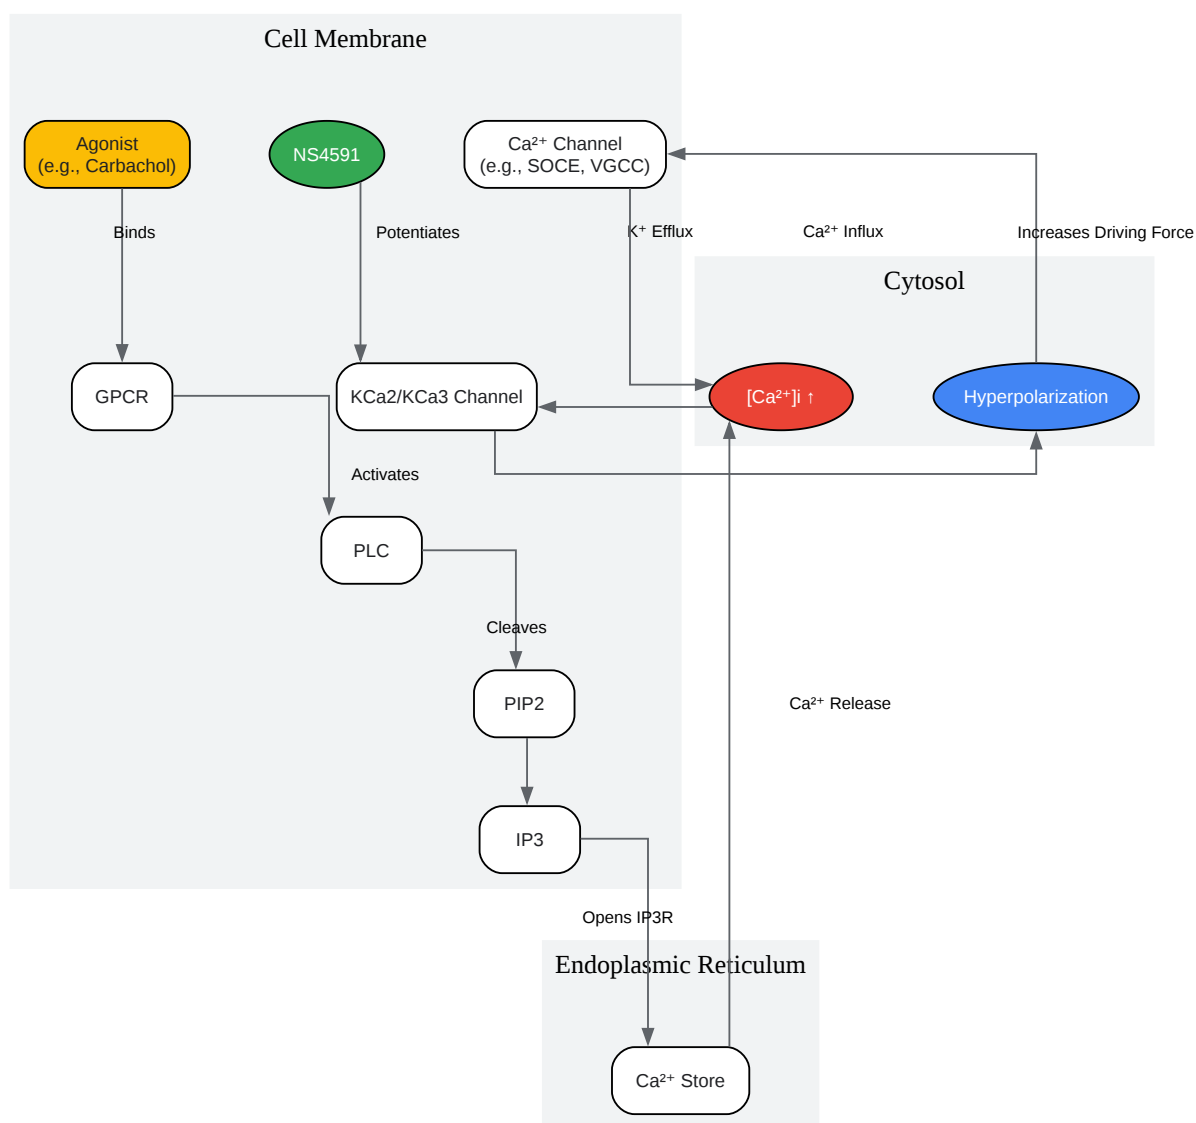 Cell Membrane
Agonist
(e.g., Carbachol)
NS4591
Ca²⁺ Channel
(e.g., SOCE, VGCC)
Binds
Potentiates
K⁺ Efflux
Ca²⁺ Influx
Increases Driving Force
Cytosol
GPCR
KCa2/KCa3 Channel
[Ca²⁺]i ↑
Hyperpolarization
Activates
PLC
Cleaves
PIP2
Ca²⁺ Release
IP3
Opens IP3R
Endoplasmic Reticulum
Ca²⁺ Store